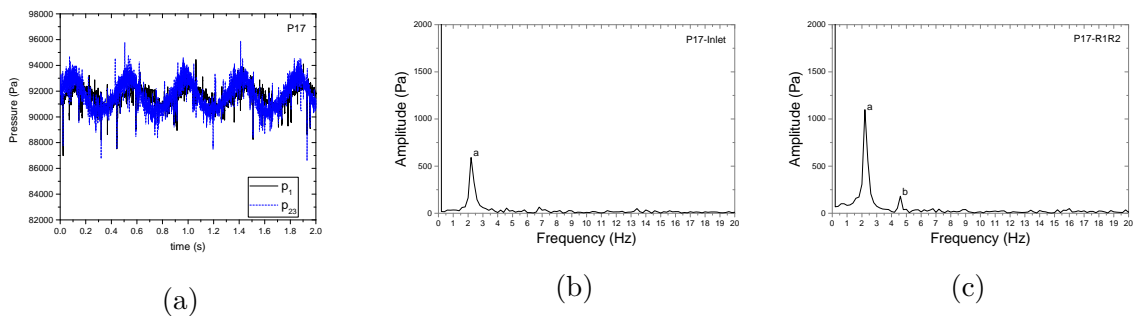 98000
96000
94000
92000
90000
88000
86000
84000
82000
Pressure (Pa)
P17
p1
p23
0.0 0.2 0.4 0.6 0.8 1.0 1.2 1.4 1.6 1.8 2.0
time (s)
(a)
2000
1500
1000
500
0
Amplitude (Pa)
P17-Inlet
a
0 1 2 3 4 5 6 7 8 9 10 11 12 13 14 15 16 17 18 19 20
Frequency (Hz)
(b)
2000
1500
1000
500
0
Amplitude (Pa)
P17-R1R2
a
b
0 1 2 3 4 5 6 7 8 9 10 11 12 13 14 15 16 17 18 19 20
Frequency (Hz)
(c)